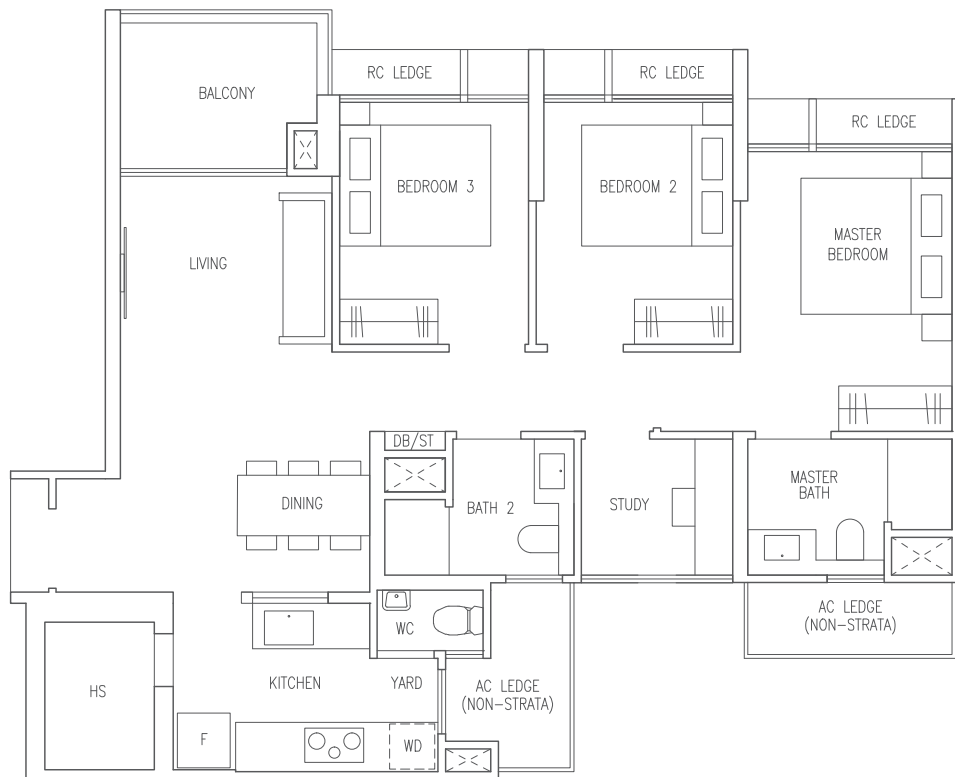 RC LEDGE
RC LEDGE
BALCONY
RC LEDGE
BEDROOM 3
BEDROOM 2
MASTER
BEDROOM
LIVING
DB/ST
MASTER
BATH
DINING
BATH 2
STUDY
AC LEDGE
(NON-STRATA)
WC
KITCHEN
YARD
AC LEDGE
(NON-STRATA)
HS
F
WD